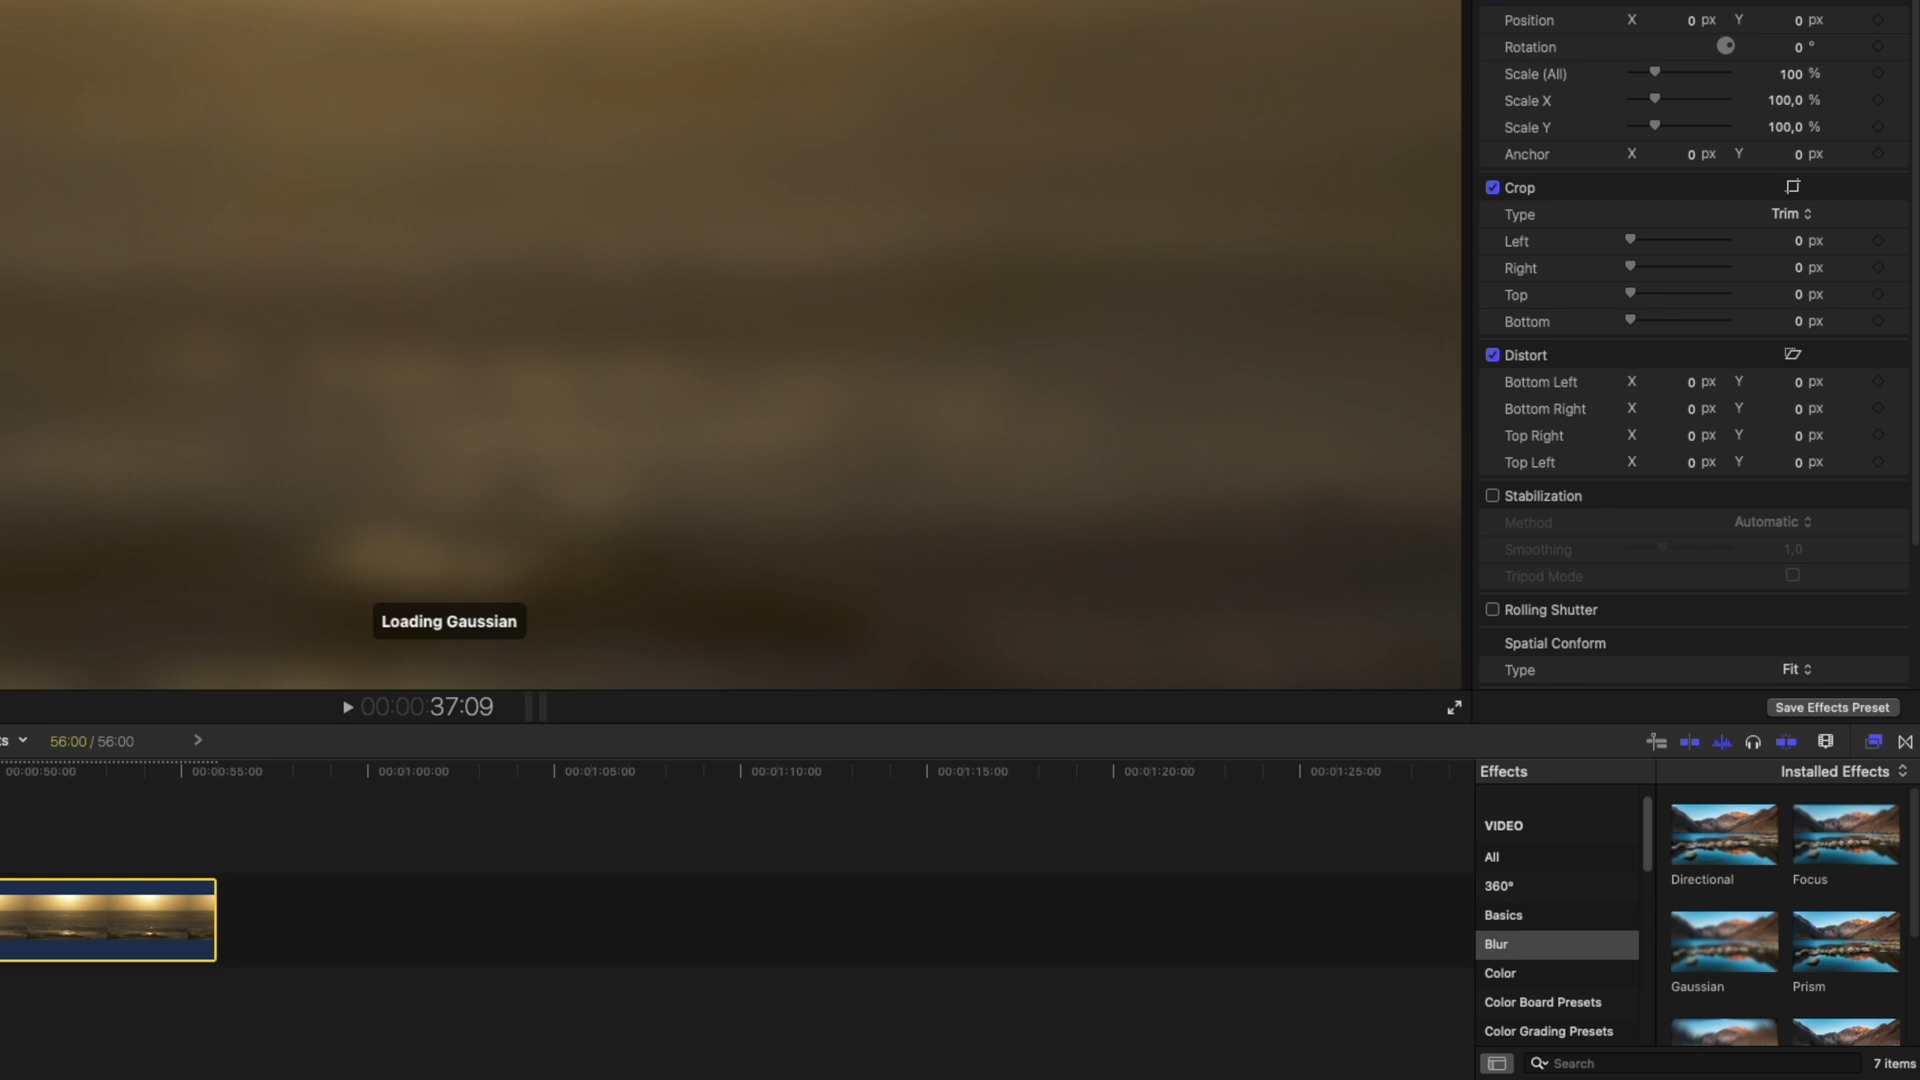 Position X 0 px Y 0 px
Rotation 0 °
Scale (All) 100 %
Scale X 100,0 %
Scale Y 100,0 %
Anchor X 0 px Y 0 px
Crop
Type Trim
Left 0 px
Right 0 px
Top 0 px
Bottom 0 px
Distort
Bottom Left X 0 px Y 0 px
Bottom Right X 0 px Y 0 px
Top Right X 0 px Y 0 px
Top Left X 0 px Y 0 px
Stabilization
Method Automatic
Smoothing 1,0
Tripod Mode
Rolling Shutter
Spatial Conform
Type Fit
Loading Gaussian
00:00:37:09
Save Effects Preset
56:00 / 56:00
00:00:50:00 00:00:55:00 00:01:00:00 00:01:05:00 00:01:10:00 00:01:15:00 00:01:20:00 00:01:25:00
Effects Installed Effects
VIDEO
All
360°
Basics
Blur
Color
Color Board Presets
Color Grading Presets
Directional Focus
Gaussian Prism
Search 7 items